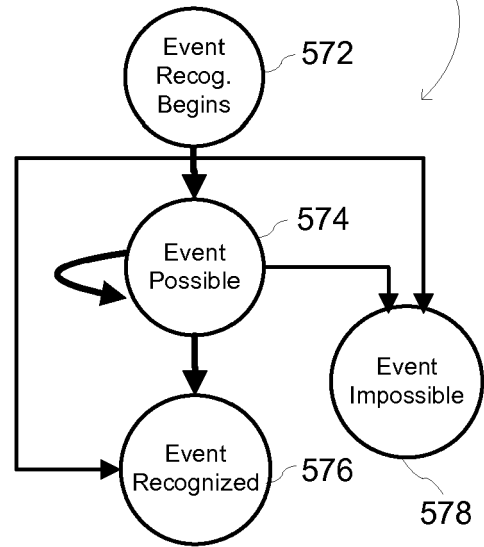 Event
Recog.
Begins
572
574
Event
Possible
Event
Impossible
Event
Recognized
576
578